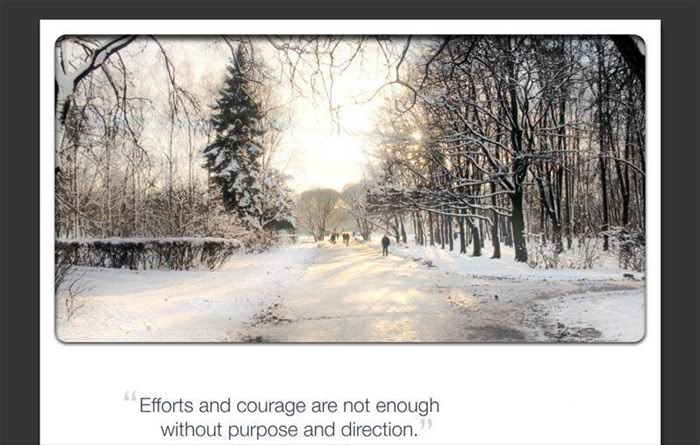 “Efforts and courage are not enough
without purpose and direction.”